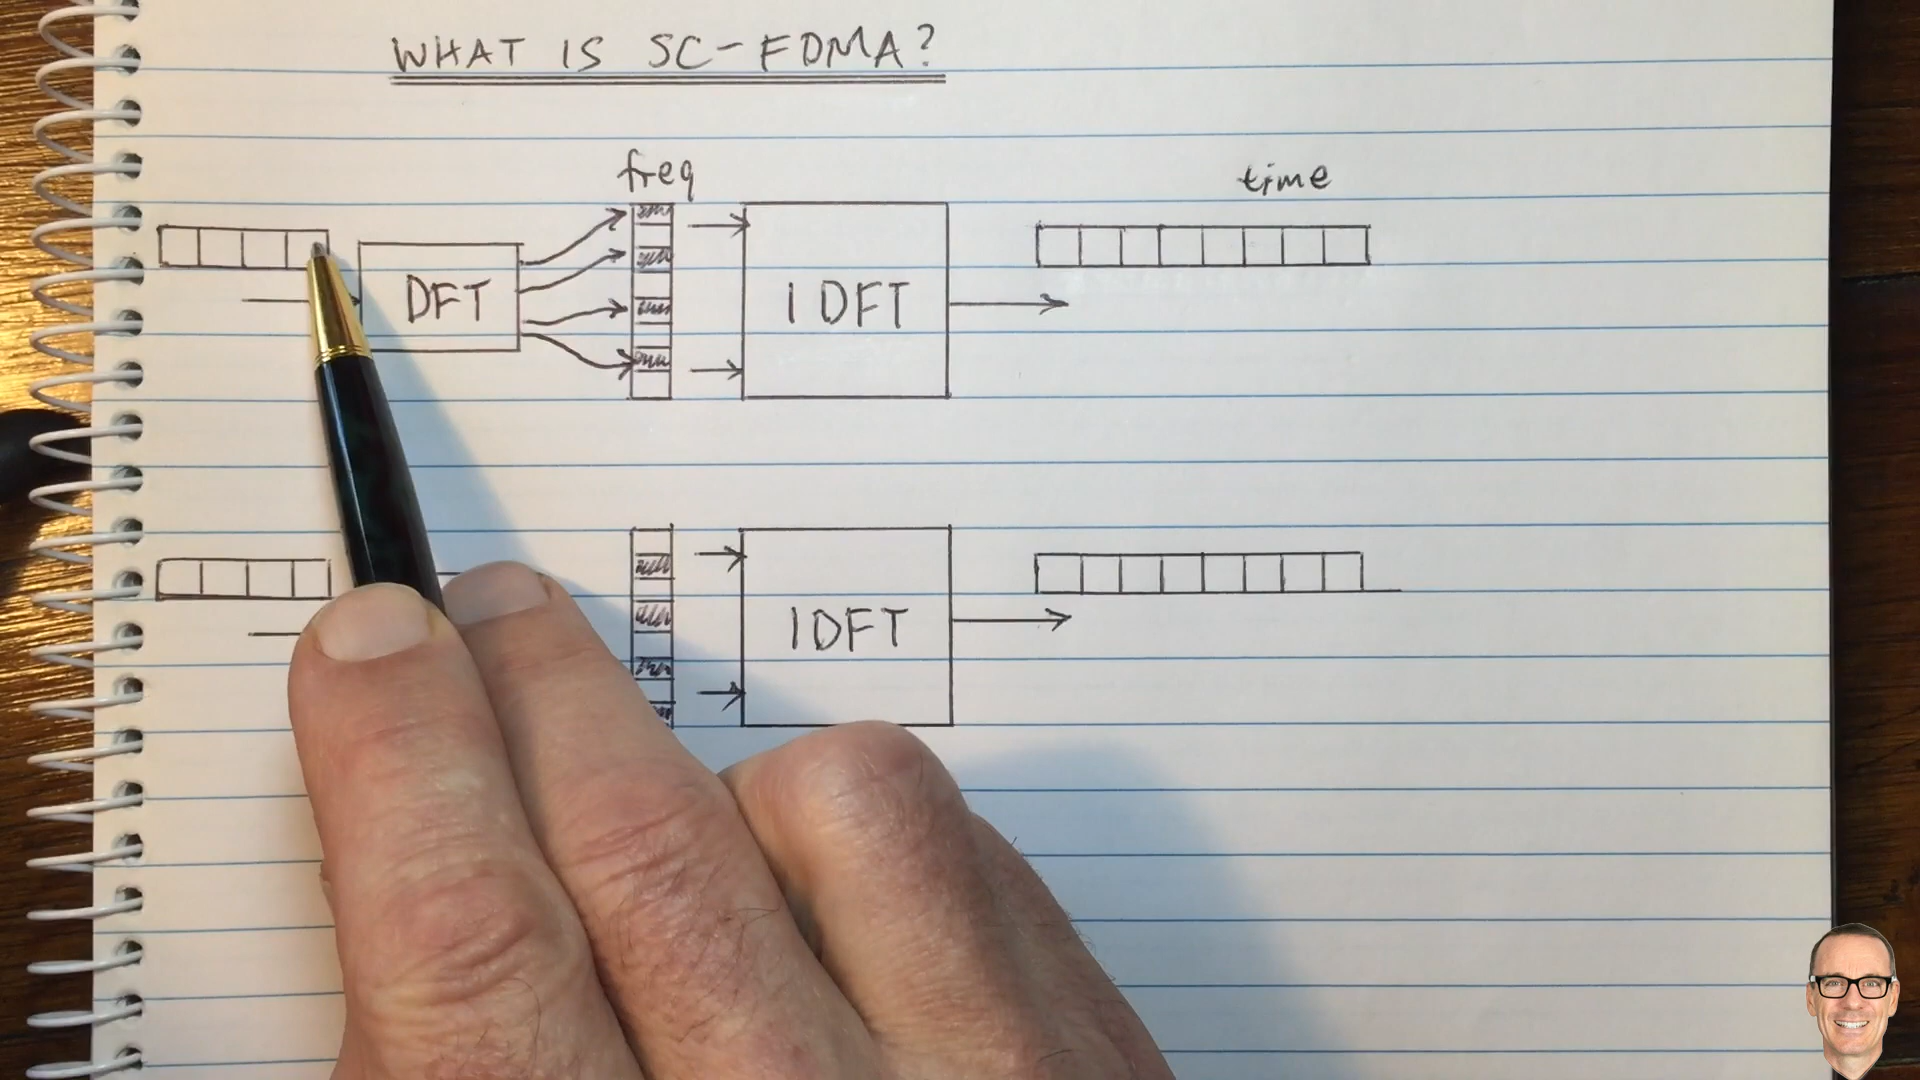 WHAT IS SC-FDMA?
freq
time
DFT
IDFT
IDFT